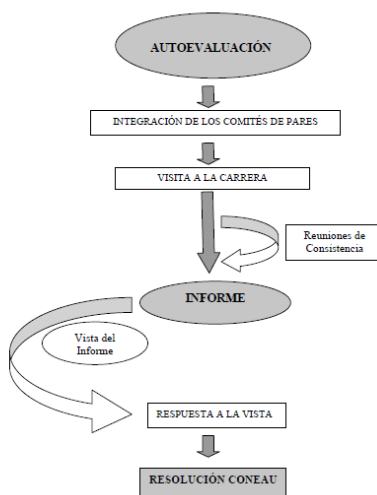 AUTOEVALUACIÓN
INTEGRACIÓN DE LOS COMITÉS DE PARES
VISITA A LA CARRERA
Reuniones de
Consistencia
INFORME
Vista del
Informe
RESPUESTA A LA VISTA
RESOLUCIÓN CONEAU